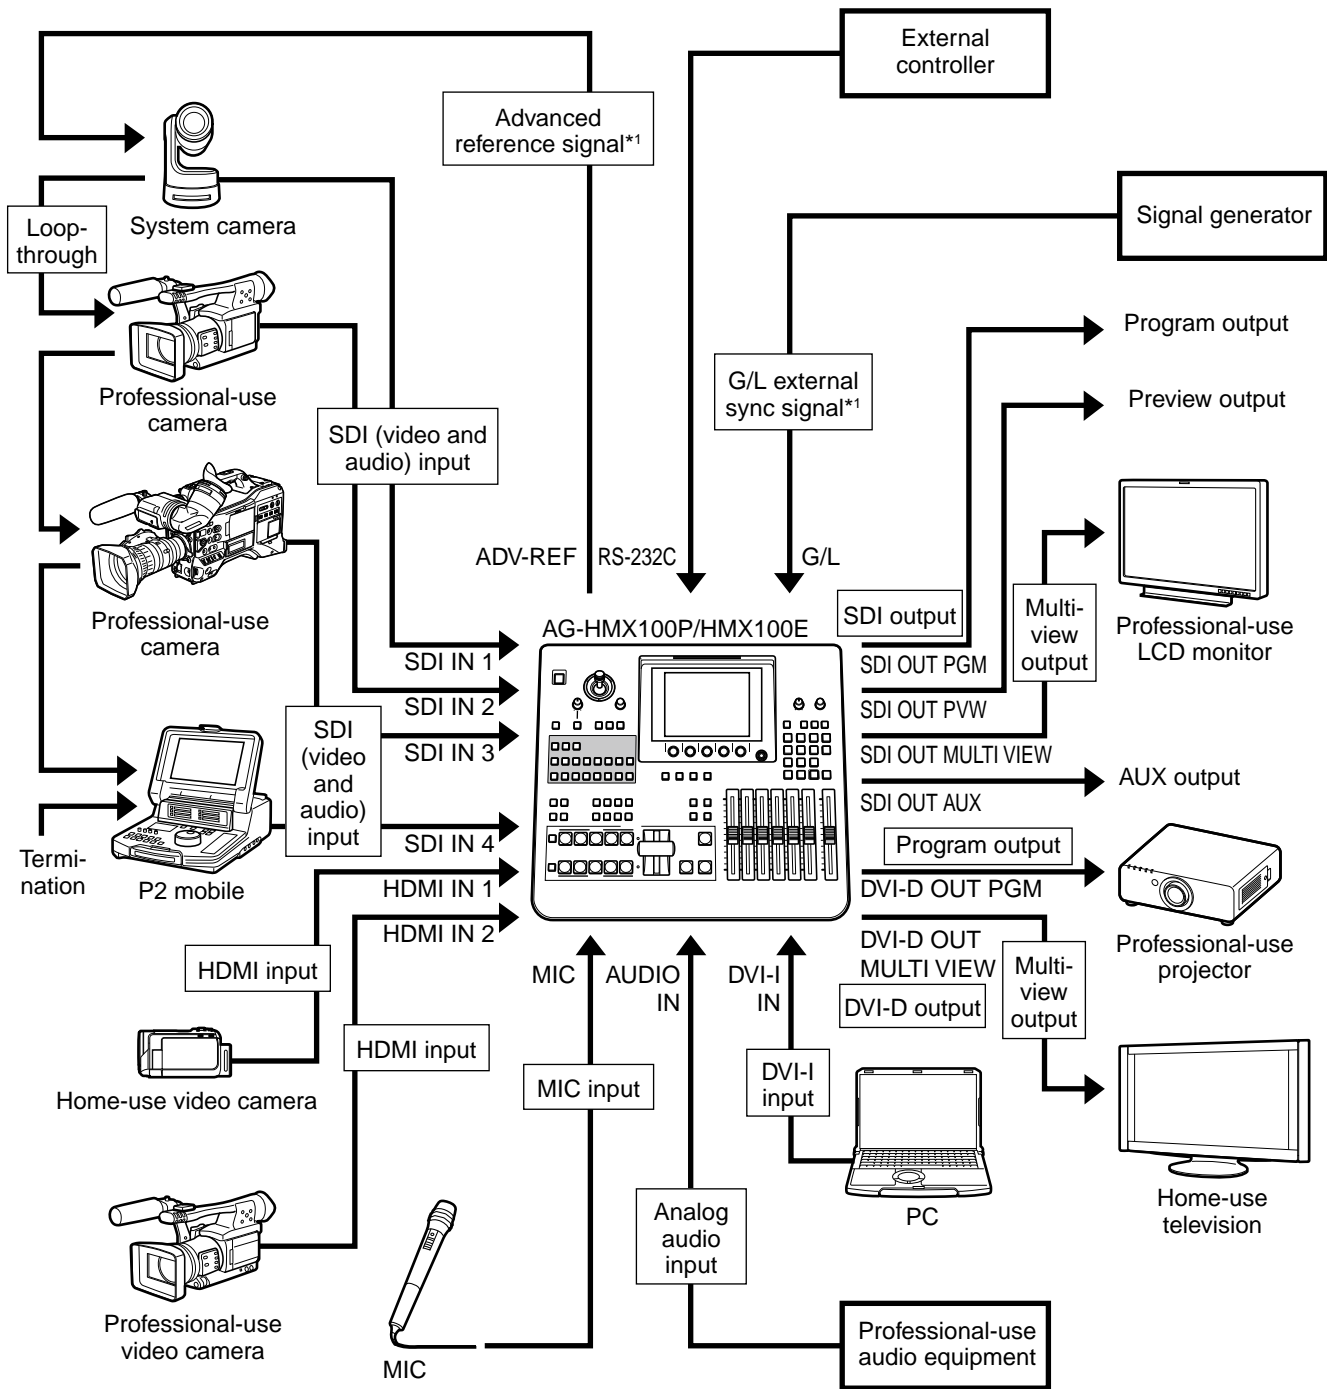 External
controller
Advanced
reference signal*1
System camera
Loop-
through
Signal generator
Program output
Professional-use
camera
G/L external
sync signal*1
Preview output
SDI (video and
audio) input
ADV-REF
RS-232C
G/L
Professional-use
camera
SDI output
Multi-
view
output
Professional-use
LCD monitor
AG-HMX100P/HMX100E
SDI IN 1
SDI OUT PGM
SDI IN 2
SDI OUT PVW
SDI
(video
and
audio)
input
SDI IN 3
SDI OUT MULTI VIEW
AUX output
SDI OUT AUX
Termi-
nation
P2 mobile
SDI IN 4
Program output
HDMI IN 1
DVI-D OUT PGM
HDMI IN 2
DVI-D OUT
MULTI VIEW
Professional-use
projector
HDMI input
MIC
AUDIO
IN
DVI-I
IN
DVI-D output
Multi-
view
output
HDMI input
Home-use video camera
MIC input
DVI-I
input
PC
Home-use
television
Analog
audio
input
Professional-use
video camera
MIC
Professional-use
audio equipment